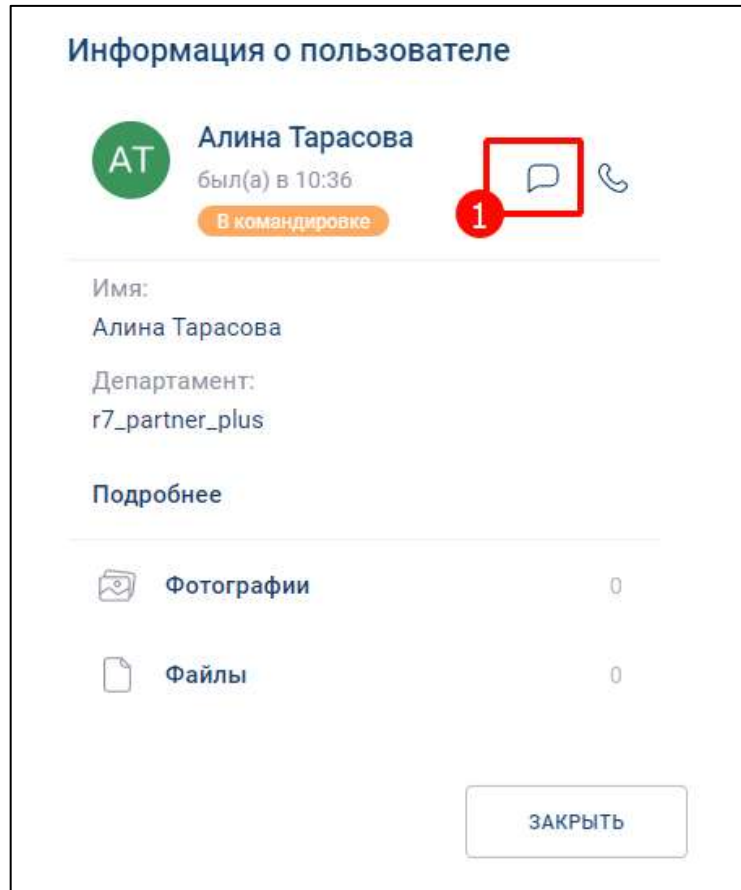 Информация о пользователе
АТ
Алина Тарасова
был(а) в 10:36
В командировке
1
Имя:
Алина Тарасова
Департамент:
r7_partner_plus
Подробнее
Фотографии 0
Файлы 0
ЗАКРЫТЬ